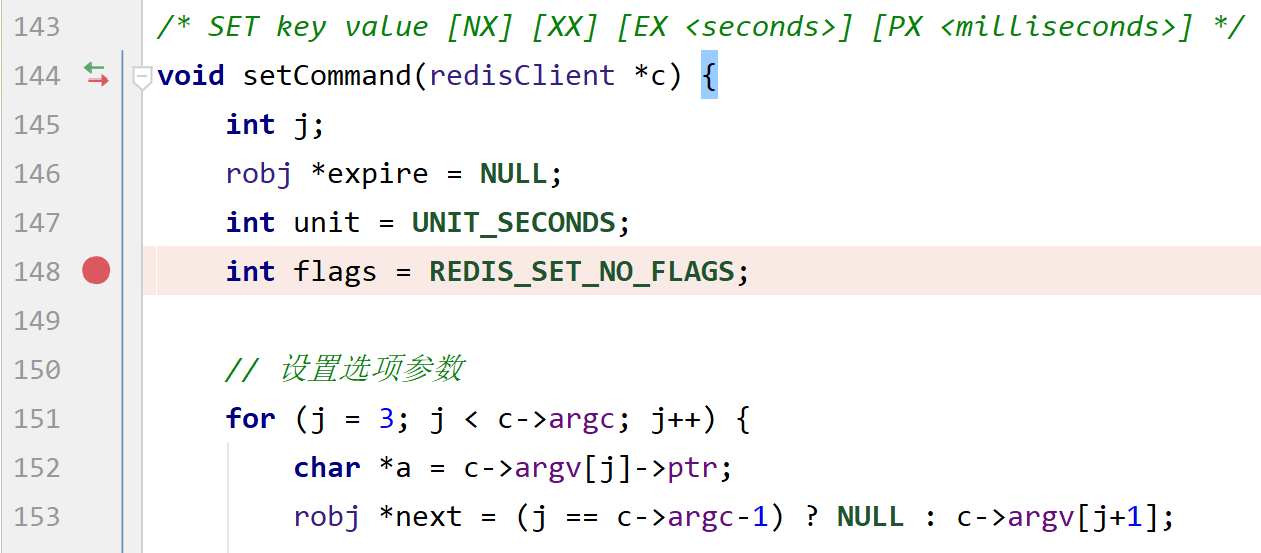 143 /* SET key value [NX] [XX] [EX <seconds>] [PX <milliseconds>] */
144 void setCommand(redisClient *c) {
145     int j;
146     robj *expire = NULL;
147     int unit = UNIT_SECONDS;
148     int flags = REDIS_SET_NO_FLAGS;
149
150     // 设置选项参数
151     for (j = 3; j < c->argc; j++) {
152         char *a = c->argv[j]->ptr;
153         robj *next = (j == c->argc-1) ? NULL : c->argv[j+1];